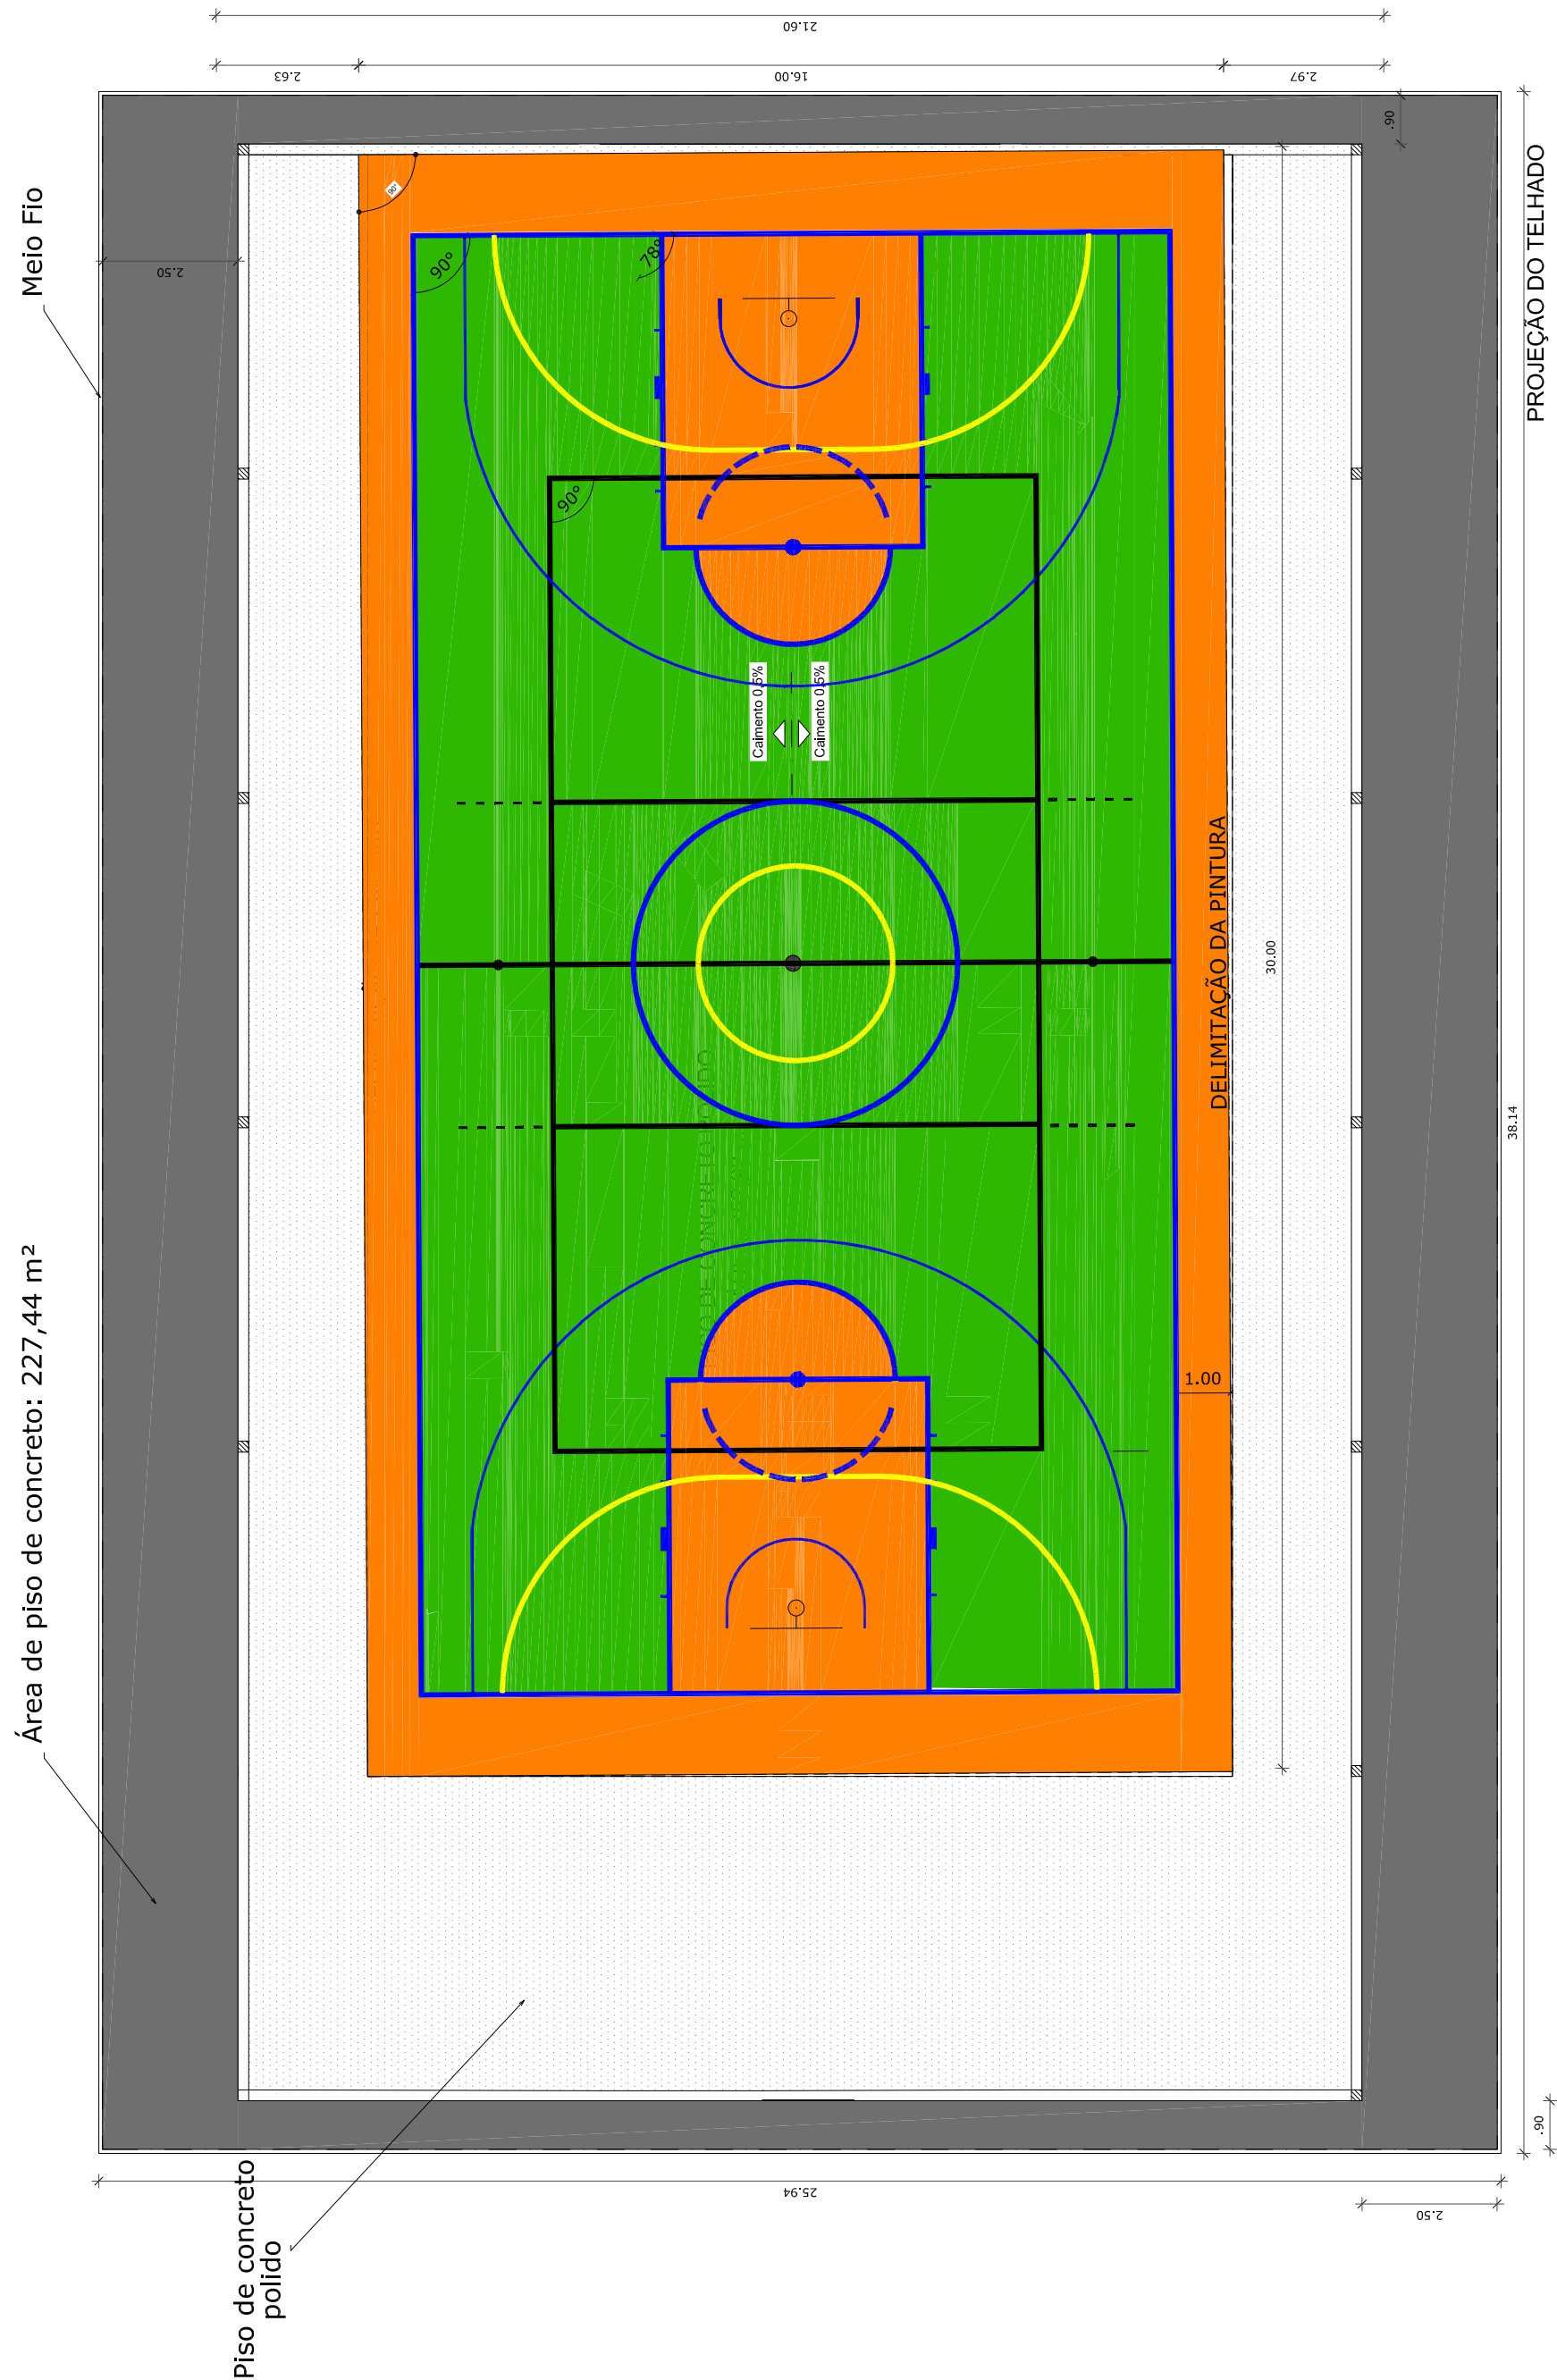 21.60
2.63
16.00
2.97
.90
Meio Fio
2.50
PROJEÇÃO DO TELHADO
90°
90°
78°
90°
Caimento 0,5%
Caimento 0,5%
DELIMITAÇÃO DA PINTURA
30.00
38.14
1.00
Área de piso de concreto: 227,44 m²
.90
25.94
2.50
Piso de concreto
polido